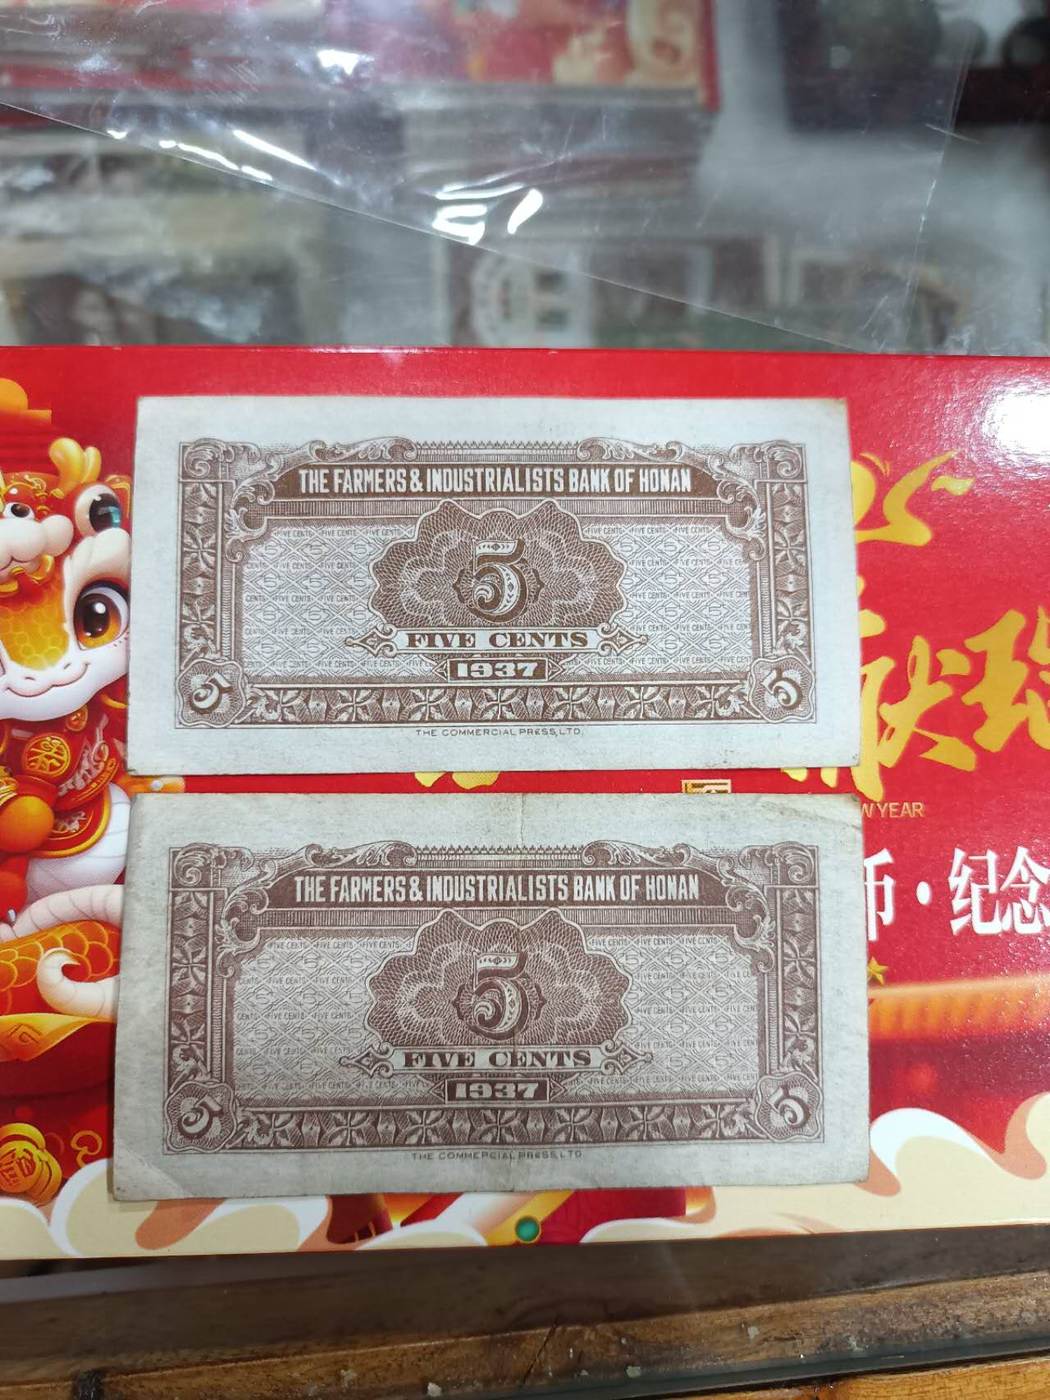 THE FARMERS & INDUSTRIALISTS BANK OF HONAN
5
FIVE CENTS
1937
5
5
THE COMMERCIAL PRESS, LTD.
W YEAR
THE FARMERS & INDUSTRIALISTS BANK OF HONAN
币·纪念
5
FIVE CENTS
1937
5
5
THE COMMERCIAL PRESS, LTD.